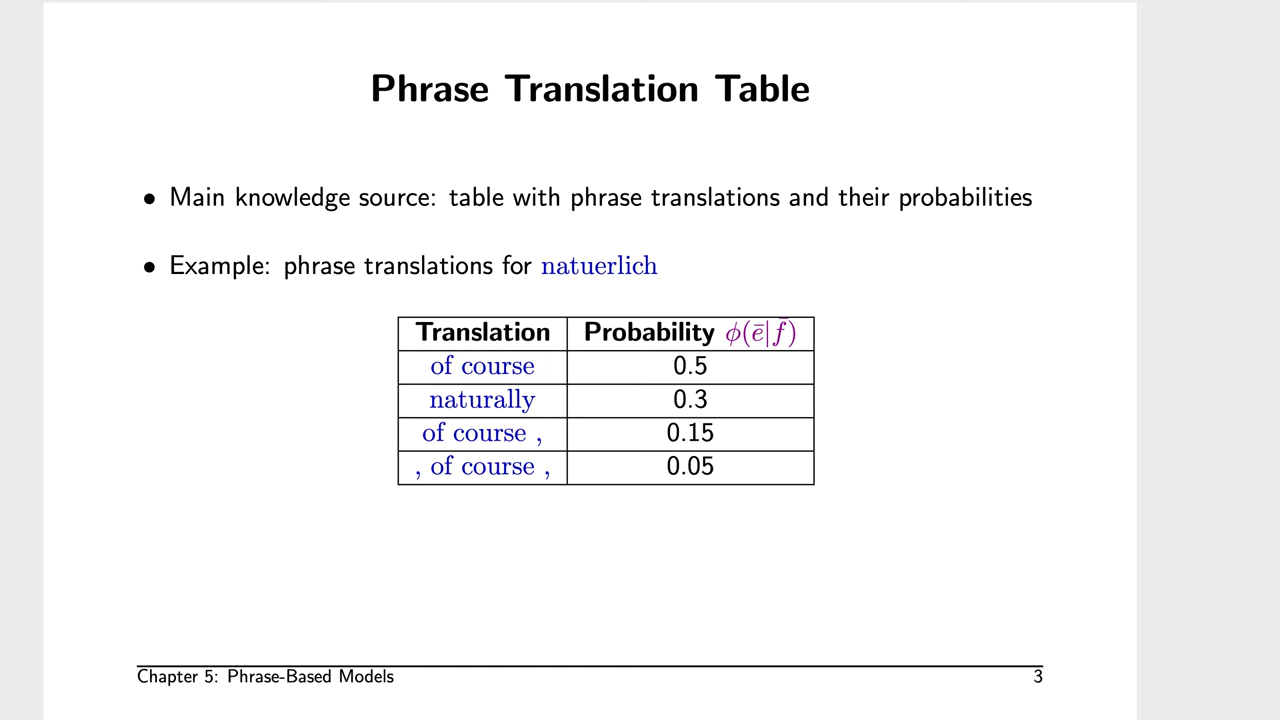 Phrase Translation Table
• Main knowledge source: table with phrase translations and their probabilities
• Example: phrase translations for natuerlich
Translation Probability ϕ(ē|f̄)
of course 0.5
naturally 0.3
of course , 0.15
, of course , 0.05
Chapter 5: Phrase-Based Models 3